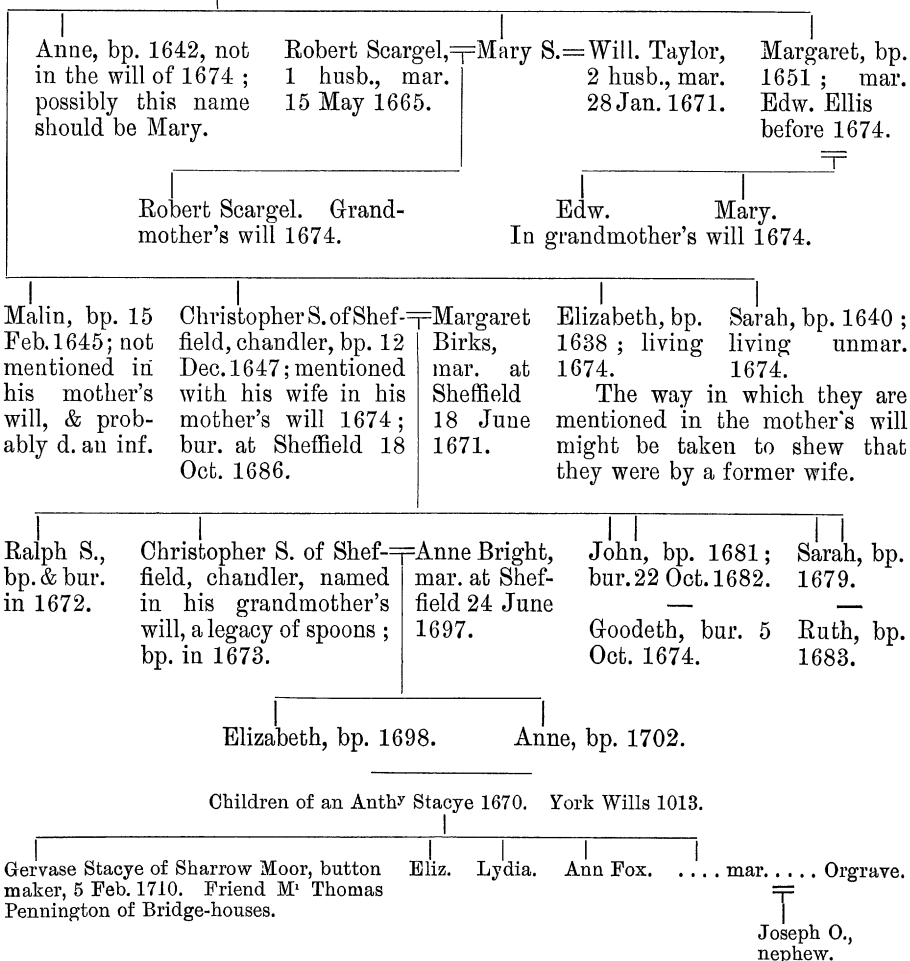 Anne, bp. 1642, not
in the will of 1674 ;
possibly this name
should be Mary.
Robert Scargel,
1 husb., mar.
15 May 1665.
Mary S.
Will. Taylor,
2 husb., mar.
28 Jan. 1671.
Margaret, bp.
1651 ; mar.
Edw. Ellis
before 1674.
Robert Scargel. Grand-
mother's will 1674.
Edw. Mary.
In grandmother's will 1674.
Malin, bp. 15
Feb. 1645; not
mentioned in
his mother's
will, & prob-
ably d. an inf.
Christopher S. of Shef-
field, chandler, bp. 12
Dec. 1647; mentioned
with his wife in his
mother's will 1674 ;
bur. at Sheffield 18
Oct. 1686.
Margaret
Birks,
mar. at
Sheffield
18 June
1671.
Elizabeth, bp.
1638 ; living
1674.
Sarah, bp. 1640 ;
living unmar.
1674.
The way in which they are
mentioned in the mother's will
might be taken to shew that
they were by a former wife.
Ralph S.,
bp. & bur.
in 1672.
Christopher S. of Shef-
field, chandler, named
in his grandmother's
will, a legacy of spoons ;
bp. in 1673.
Anne Bright,
mar. at Shef-
field 24 June
1697.
John, bp. 1681 ;
bur. 22 Oct. 1682.
—
Goodeth, bur. 5
Oct. 1674.
Sarah, bp.
1679.
—
Ruth, bp.
1683.
Elizabeth, bp. 1698. Anne, bp. 1702.
Children of an Anthʸ Stacye 1670. York Wills 1013.
Gervase Stacye of Sharrow Moor, button
maker, 5 Feb. 1710. Friend Mʳ Thomas
Pennington of Bridge-houses.
Eliz. Lydia. Ann Fox. . . . . mar. . . . . Orgrave.
Joseph O.,
nephew.